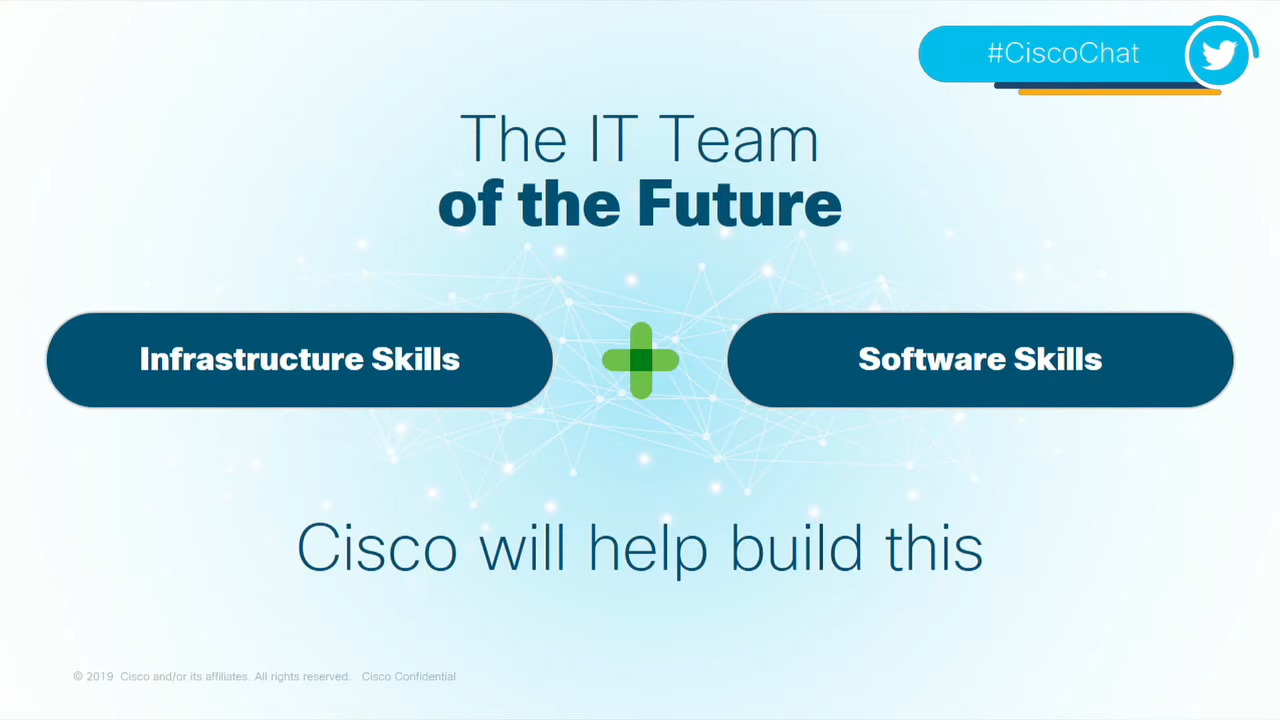 #CiscoChat
The IT Team
of the Future
Infrastructure Skills
Software Skills
Cisco will help build this
© 2019 Cisco and/or its affiliates. All rights reserved. Cisco Confidential